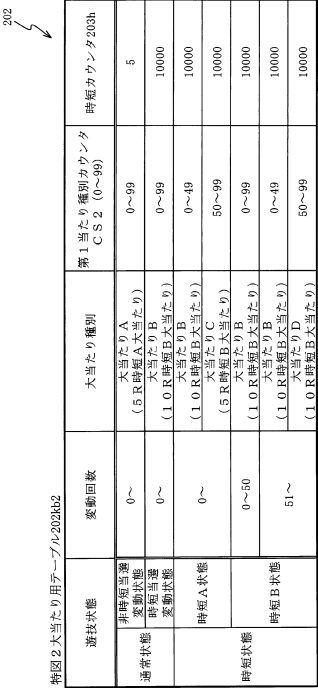 202
特図2大当たり用テーブル202kb2
遊技状態
変動回数
大当たり種別
第1当たり種別カウンタ
CS2 (0~99)
時短カウンタ203h
通常状態
非時短当選
変動状態
0~
大当たりA
(5R時短A大当たり)
0~99
5
時短当選
変動状態
0~
大当たりB
(10R時短B大当たり)
0~99
10000
時短状態
時短A状態
0~
大当たりB
(10R時短B大当たり)
0~49
10000
大当たりC
(5R時短B大当たり)
50~99
10000
時短B状態
0~50
大当たりB
(10R時短B大当たり)
0~99
10000
51~
大当たりB
(10R時短B大当たり)
0~49
10000
大当たりD
(10R時短B大当たり)
50~99
10000